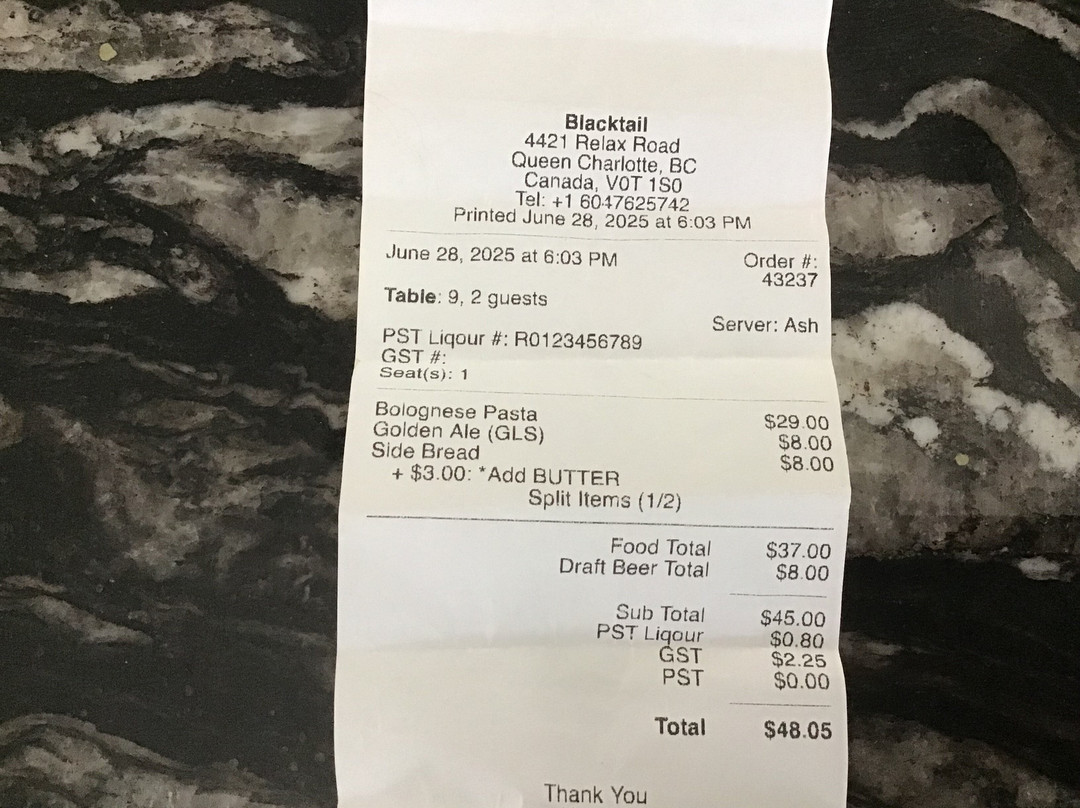 Blacktail
4421 Relax Road
Queen Charlotte, BC
Canada, V0T 1S0
Tel: +1 6047625742
Printed June 28, 2025 at 6:03 PM
June 28, 2025 at 6:03 PM Order #:
43237
Table: 9, 2 guests
Server: Ash
PST Liqour #: R0123456789
GST #:
Seat(s): 1
Bolognese Pasta $29.00
Golden Ale (GLS) $8.00
Side Bread $8.00
+ $3.00: *Add BUTTER
Split Items (1/2)
Food Total $37.00
Draft Beer Total $8.00
Sub Total $45.00
PST Liqour $0.80
GST $2.25
PST $0.00
Total $48.05
Thank You